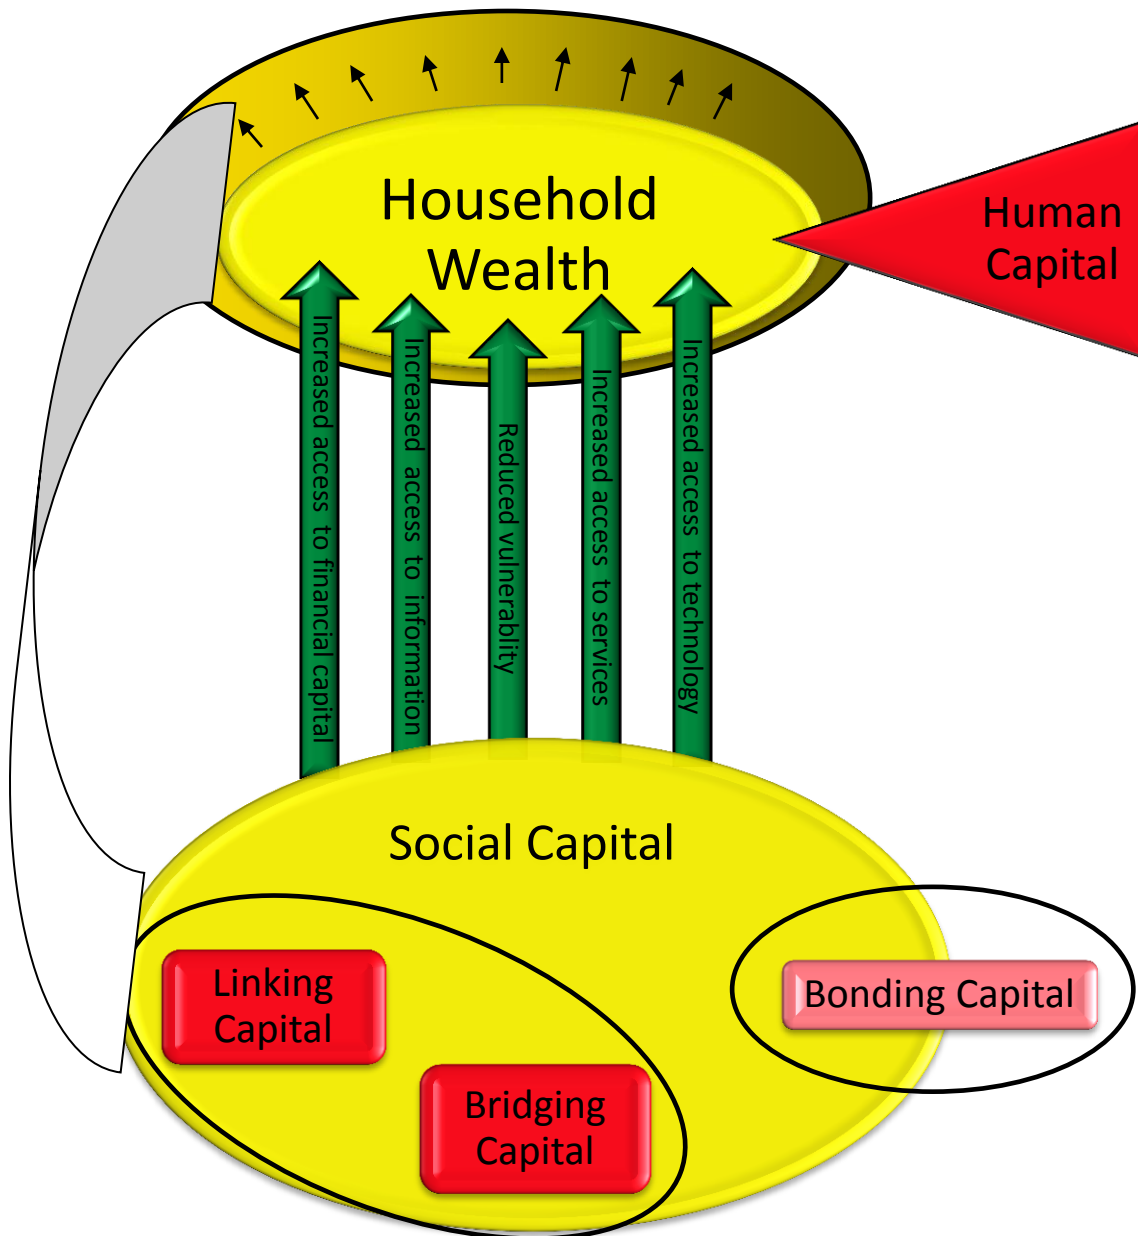 Household
Wealth
Human
Capital
Increased access  to financial capital
Increased  access  to  information
Reduced vulnerablity
Increased access  to services
Increased access  to technology
Social Capital
Linking
Capital
Bonding Capital
Bridging
Capital